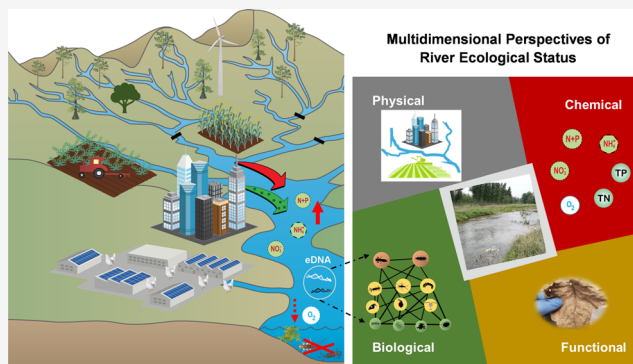 Multidimensional Perspectives of
River Ecological Status
Physical
Chemical
N+P
NH₄⁺
NO₃⁻
TP
O₂
TN
Biological
Functional
N+P
NH₄⁺
NO₃⁻
eDNA
O₂